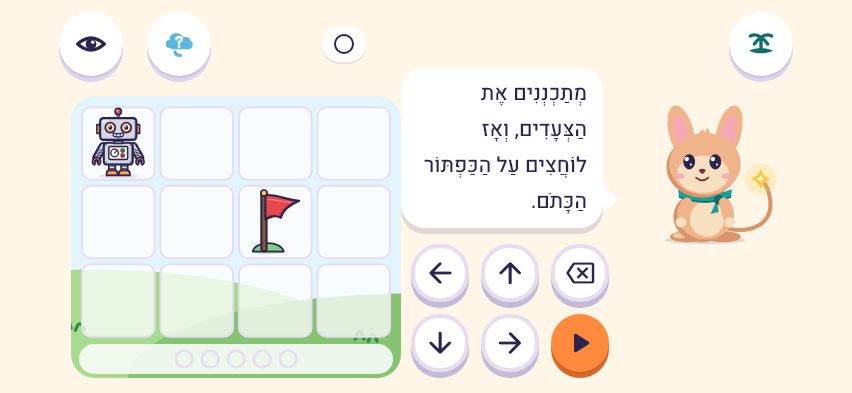 מְתַכְנְנִים אֶת
הַצְּעָדִים, וְאָז
לוֹחֲצִים עַל הַכַּפְתּוֹר
הַכָּתֹם.
?